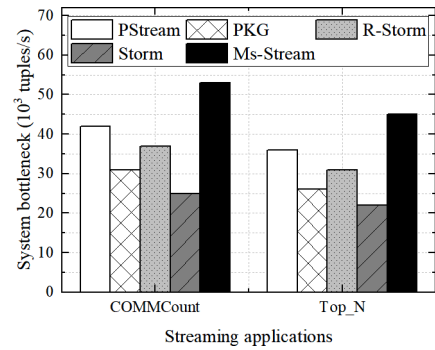 70
60
50
40
30
20
10
0
System bottleneck (10³ tuples/s)
PStream PKG R-Storm
Storm Ms-Stream
COMMCount Top_N
Streaming applications